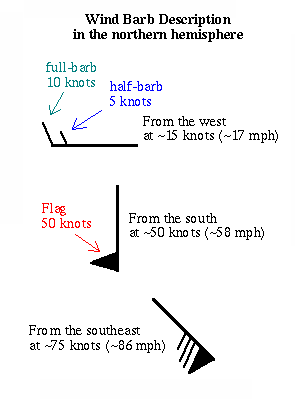 Wind Barb Description
in the northern hemisphere
full-barb
10 knots
half-barb
5 knots
From the west
at ~15 knots (~17 mph)
Flag
50 knots
From the south
at ~50 knots (~58 mph)
From the southeast
at ~75 knots (~86 mph)